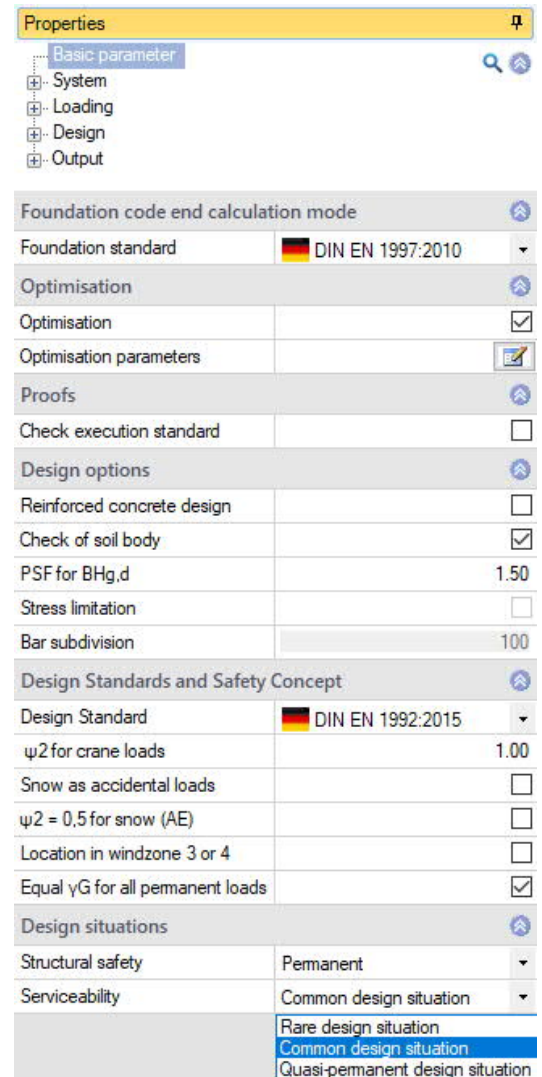 Properties
Basic parameter
System
Loading
Design
Output
Foundation code end calculation mode
Foundation standard DIN EN 1997:2010
Optimisation
Optimisation
Optimisation parameters
Proofs
Check execution standard
Design options
Reinforced concrete design
Check of soil body
PSF for BHg,d 1.50
Stress limitation
Bar subdivision 100
Design Standards and Safety Concept
Design Standard DIN EN 1992:2015
ψ2 for crane loads 1.00
Snow as accidental loads
ψ2 = 0,5 for snow (AE)
Location in windzone 3 or 4
Equal γG for all permanent loads
Design situations
Structural safety Permanent
Serviceability Common design situation
Rare design situation
Common design situation
Quasi-permanent design situation